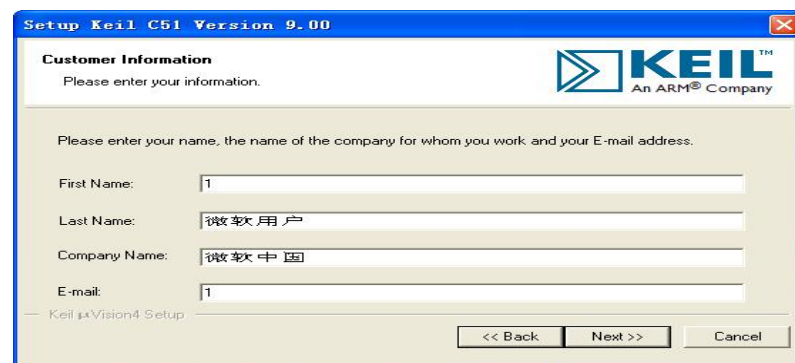 Setup Keil C51 Version 9.00
Customer Information
Please enter your information.
KEIL™
An ARM® Company
Please enter your name, the name of the company for whom you work and your E-mail address.
First Name: 1
Last Name: 微软用户
Company Name: 微软中国
E-mail: 1
Keil µVision4 Setup
<< Back Next >> Cancel